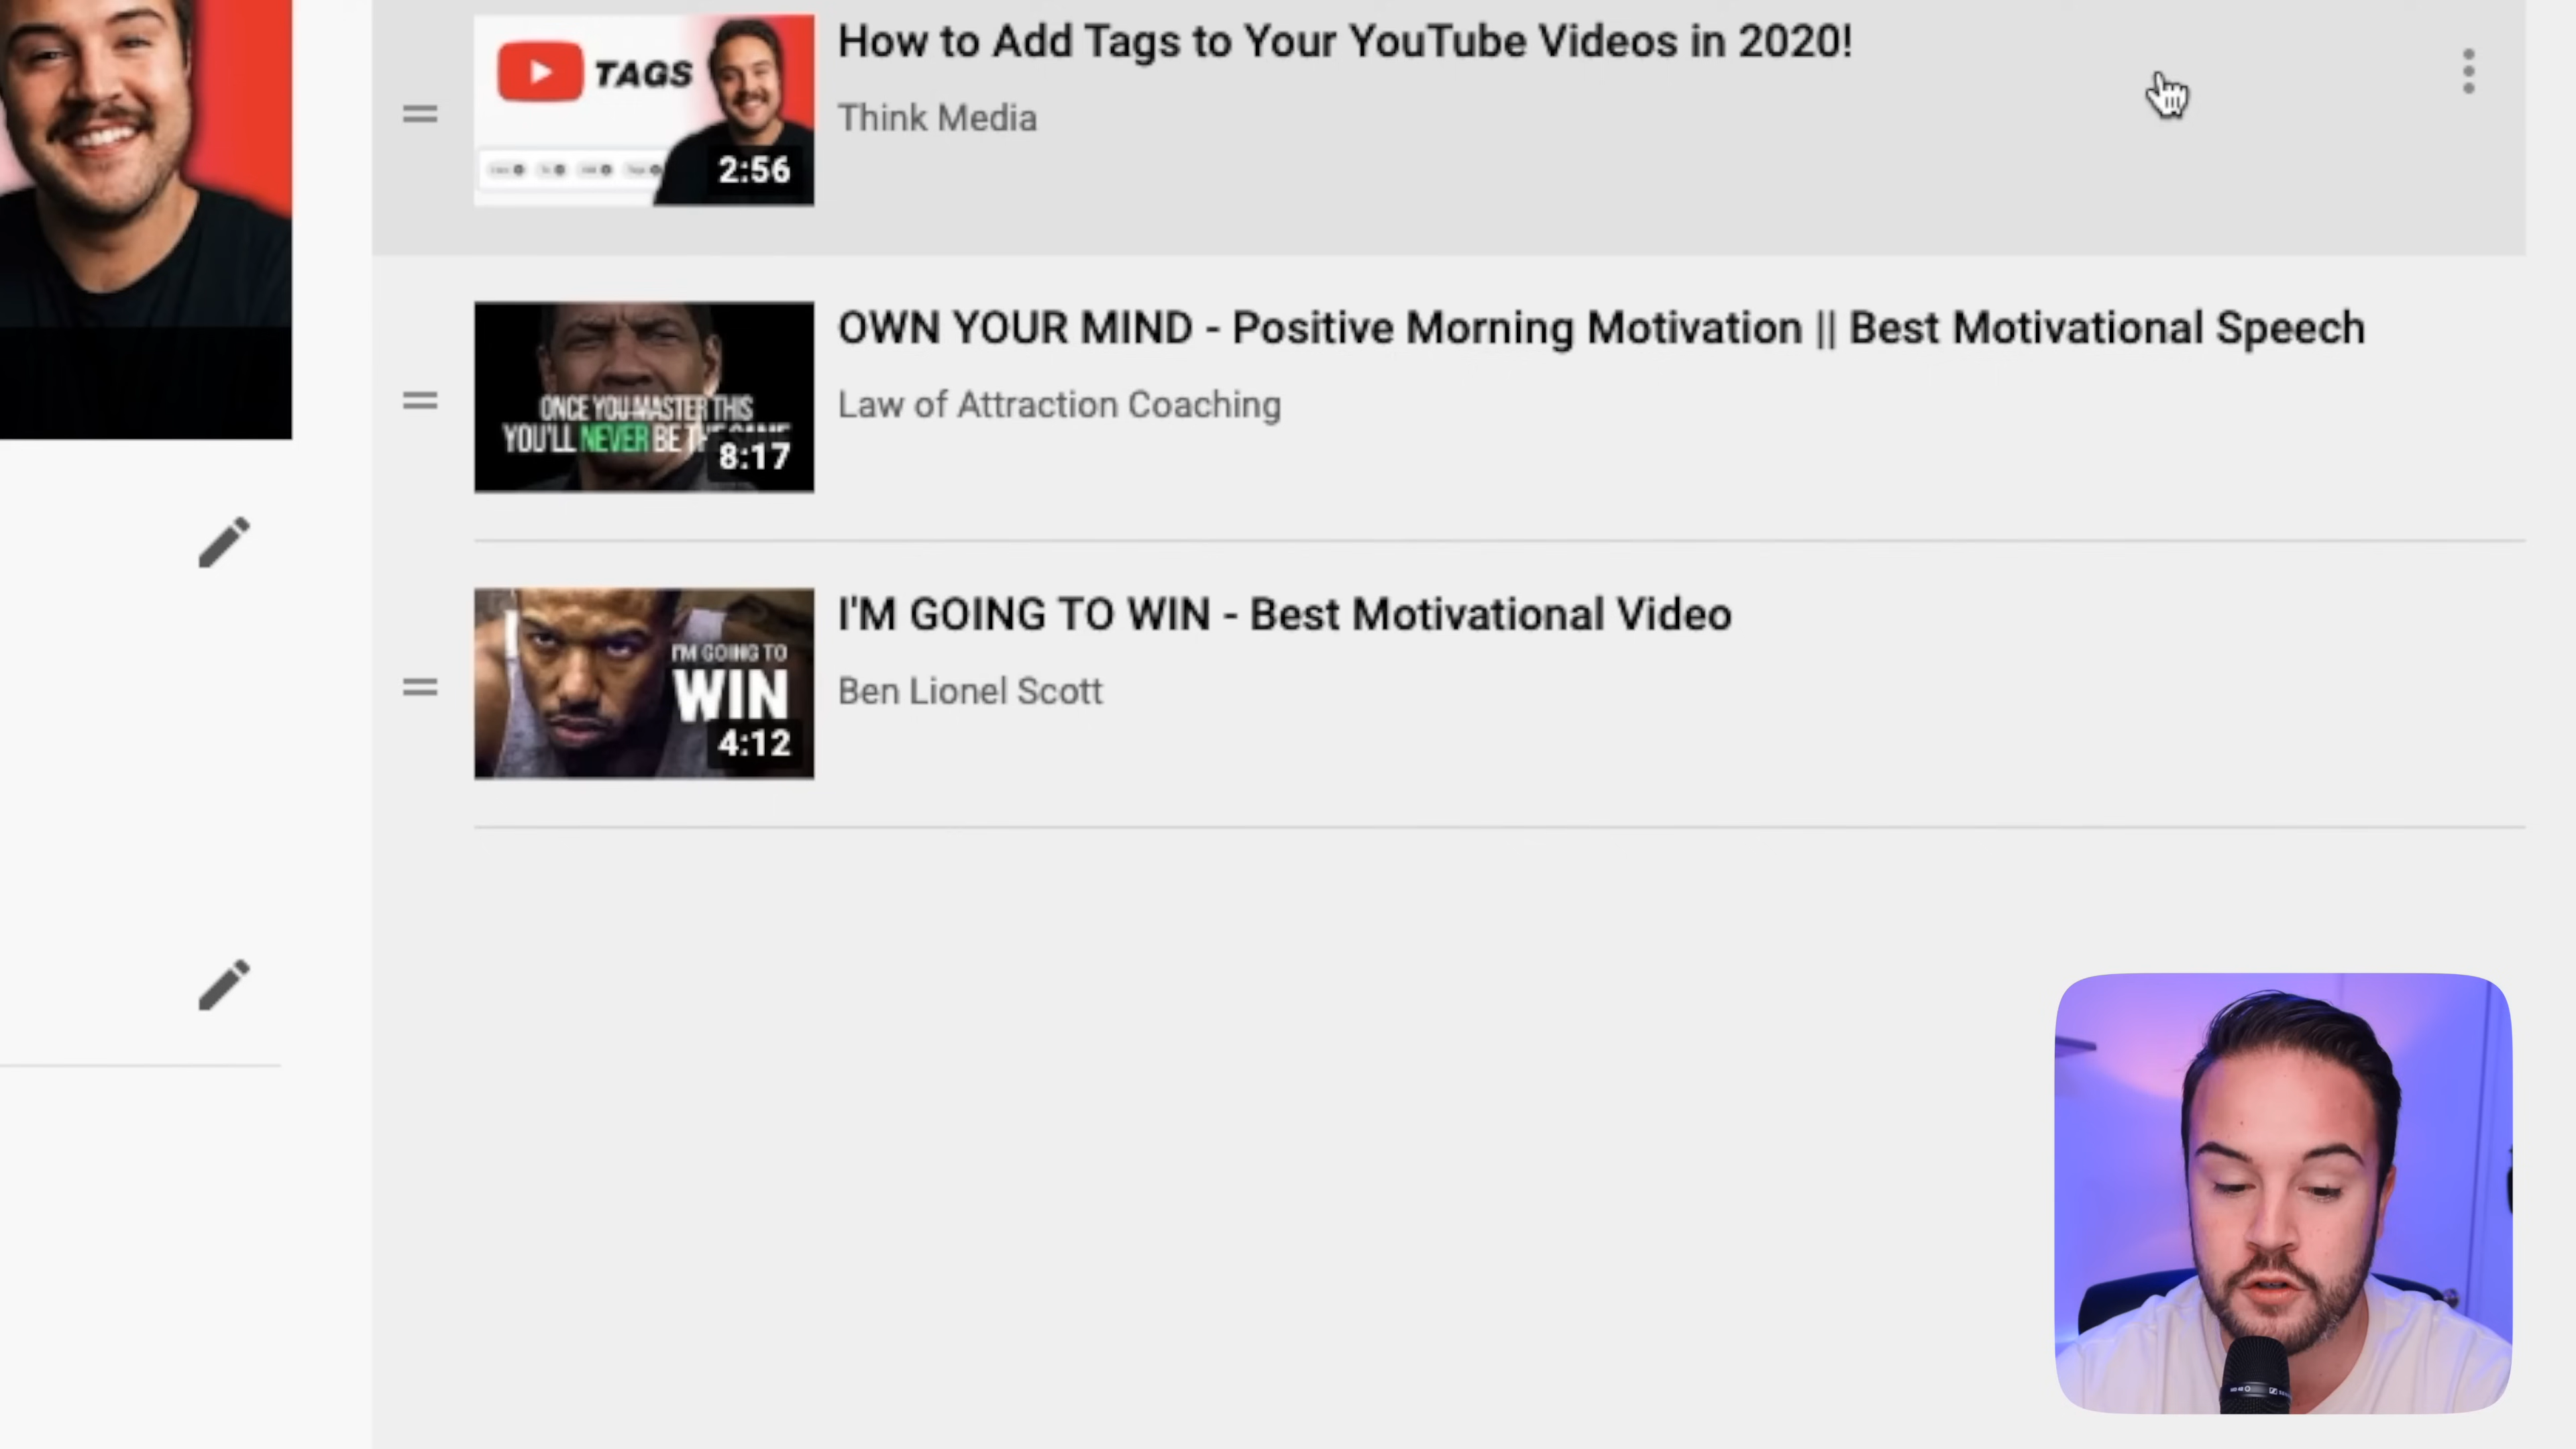 How to Add Tags to Your YouTube Videos in 2020!
TAGS
Think Media
2:56
OWN YOUR MIND - Positive Morning Motivation || Best Motivational Speech
Law of Attraction Coaching
ONCE YOU MASTER THIS
YOU'LL NEVER BE THE SAME
8:17
I'M GOING TO WIN - Best Motivational Video
I'M GOING TO
WIN
Ben Lionel Scott
4:12